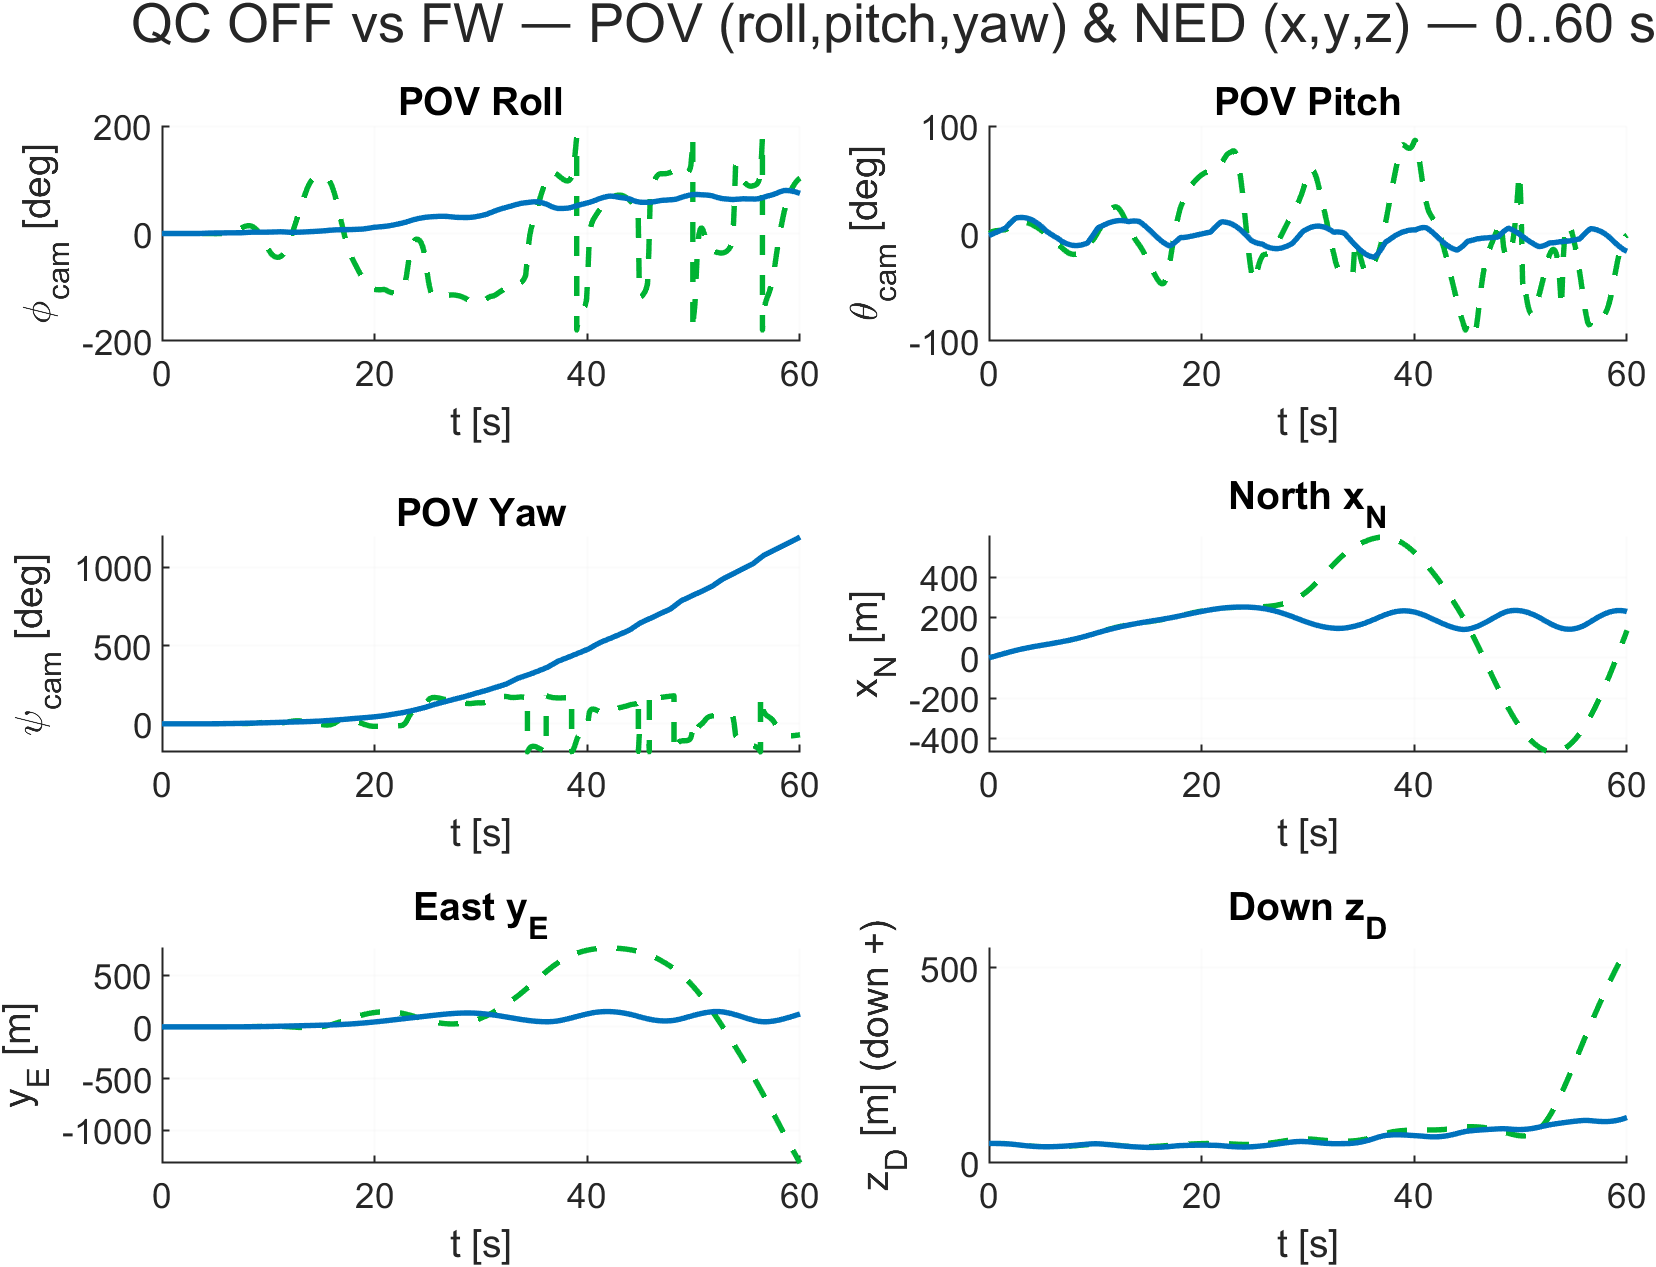 QC OFF vs FW — POV (roll,pitch,yaw) & NED (x,y,z) — 0..60 s
POV Roll
ϕcam [deg]
200
0
-200
0 20 40 60
t [s]
POV Pitch
θcam [deg]
100
0
-100
0 20 40 60
t [s]
POV Yaw
ψcam [deg]
1000
500
0
0 20 40 60
t [s]
North xN
xN [m]
400
200
0
-200
-400
0 20 40 60
t [s]
East yE
yE [m]
500
0
-500
-1000
0 20 40 60
t [s]
Down zD
zD [m] (down +)
500
0
0 20 40 60
t [s]